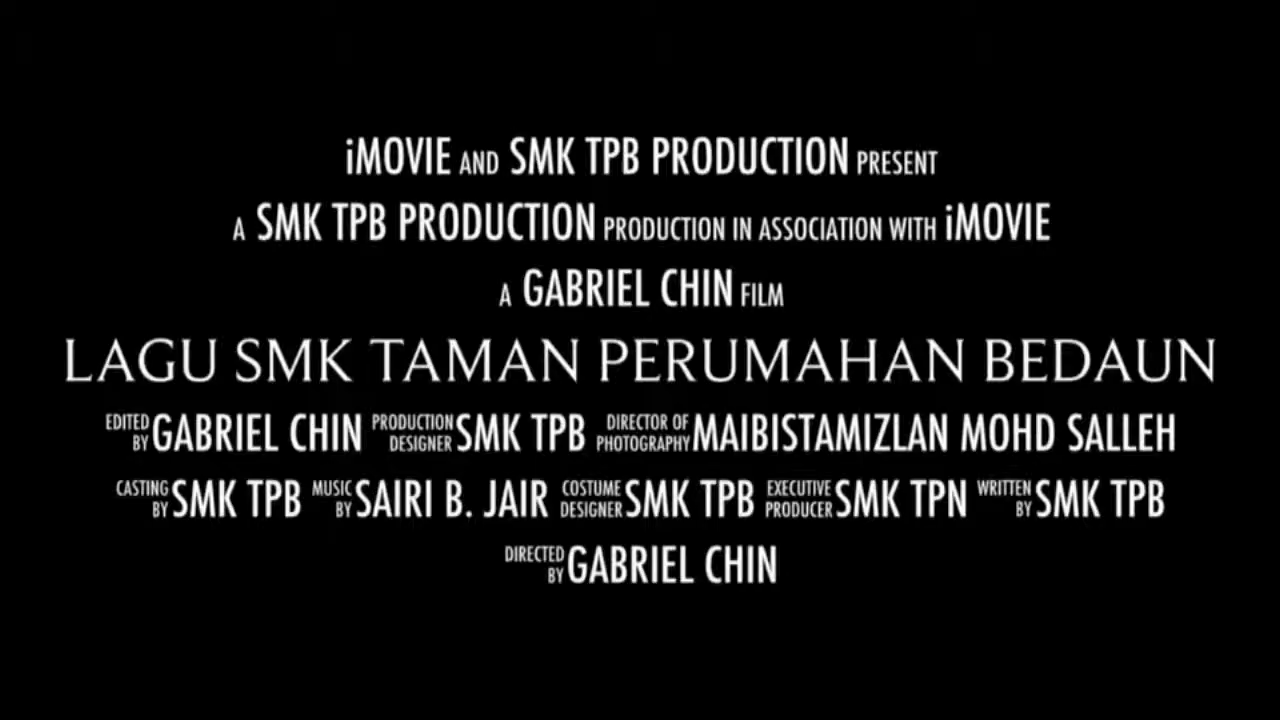 iMOVIE AND SMK TPB PRODUCTION PRESENT
A SMK TPB PRODUCTION PRODUCTION IN ASSOCIATION WITH iMOVIE
A GABRIEL CHIN FILM
LAGU SMK TAMAN PERUMAHAN BEDAUN
EDITED BY GABRIEL CHIN PRODUCTION DESIGNER SMK TPB DIRECTOR OF PHOTOGRAPHY MAIBISTAMIZLAN MOHD SALLEH
CASTING BY SMK TPB MUSIC BY SAIRI B. JAIR COSTUME DESIGNER SMK TPB EXECUTIVE PRODUCER SMK TPN WRITTEN BY SMK TPB
DIRECTED BY GABRIEL CHIN